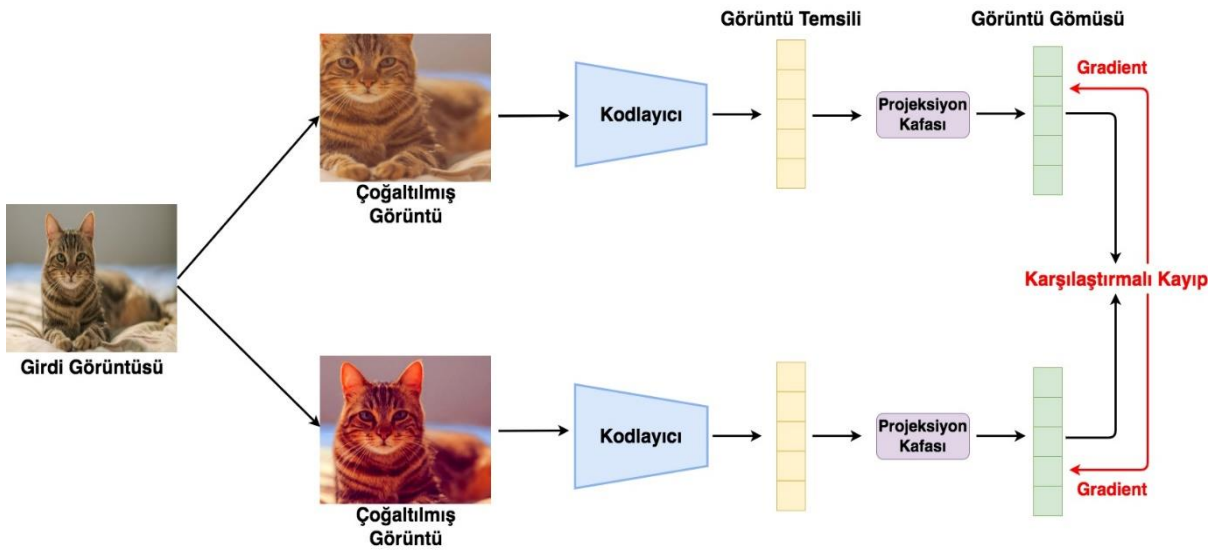 Görüntü Temsili
Görüntü Gömüsü
Gradient
Kodlayıcı
Projeksiyon
Kafası
Çoğaltılmış
Görüntü
Girdi Görüntüsü
Karşılaştırmalı Kayıp
Kodlayıcı
Projeksiyon
Kafası
Gradient
Çoğaltılmış
Görüntü